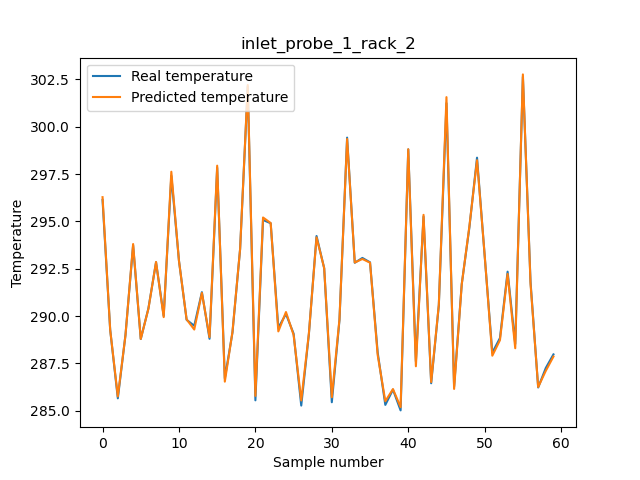 inlet_probe_1_rack_2
Real temperature
Predicted temperature
302.5
300.0
297.5
295.0
292.5
290.0
287.5
285.0
Temperature
0 10 20 30 40 50 60
Sample number